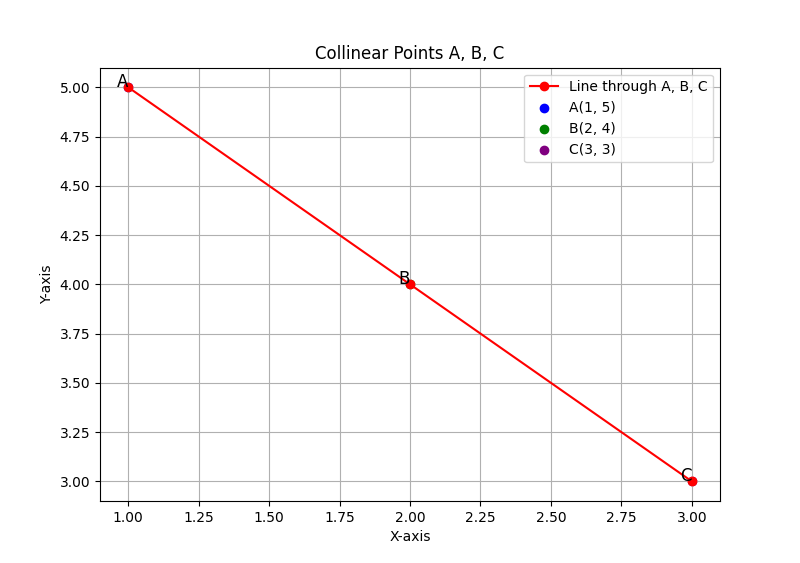 Collinear Points A, B, C
Line through A, B, C
A(1, 5)
B(2, 4)
C(3, 3)
A
B
C
Y-axis
5.00
4.75
4.50
4.25
4.00
3.75
3.50
3.25
3.00
1.00 1.25 1.50 1.75 2.00 2.25 2.50 2.75 3.00
X-axis